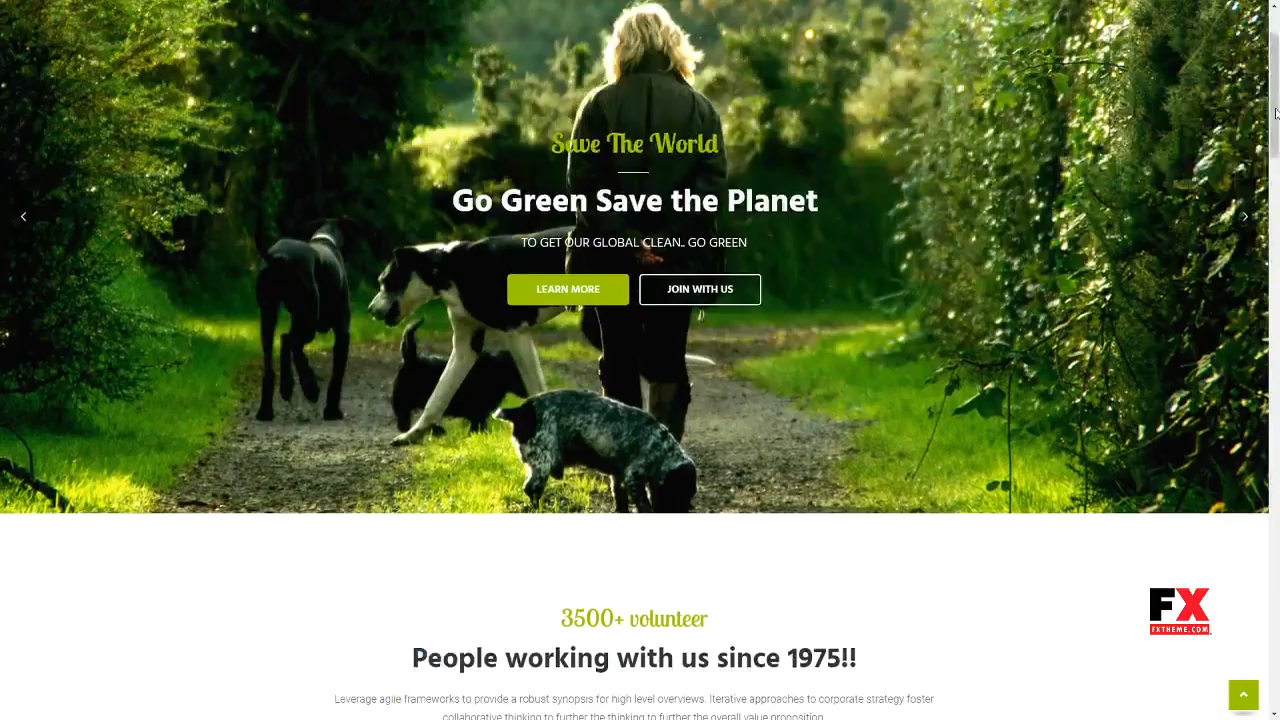 Save The World
Go Green Save the Planet
TO GET OUR GLOBAL CLEAN.. GO GREEN
LEARN MORE
JOIN WITH US
3500+ volunteer
People working with us since 1975!!
FX
FXTHEME.COM
Leverage agile frameworks to provide a robust synopsis for high level overviews. Iterative approaches to corporate strategy foster
collaborative thinking to further the thinking to further the overall value proposition.